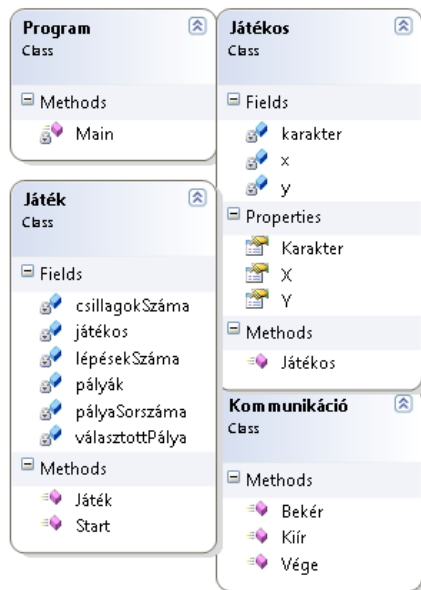 Program
Class
Methods
Main
Játékos
Class
Fields
karakter
x
y
Properties
Karakter
X
Y
Methods
Játékos
Játék
Class
Fields
csillagokSzáma
játékos
lépésekSzáma
pályák
pályaSorszáma
választottPálya
Methods
Játék
Start
Kommunikáció
Class
Methods
Bekér
Kiír
Vége